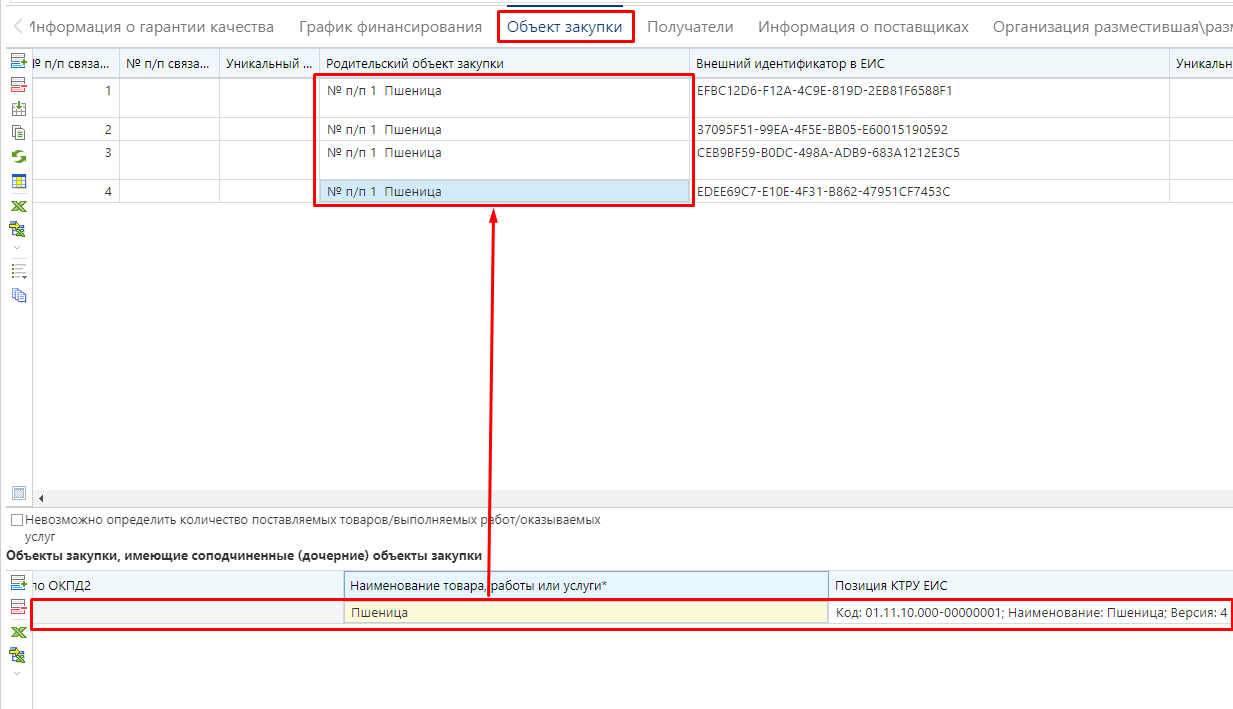 Информация о гарантии качества График финансирования Объект закупки Получатели Информация о поставщиках Организация разместившая\разм
№ п/п связа... № п/п связа... Уникальный ... Родительский объект закупки Внешний идентификатор в ЕИС Уникальн
1 № п/п 1 Пшеница EFBC12D6-F12A-4C9E-819D-2EB81F6588F1
2 № п/п 1 Пшеница 37095F51-99EA-4F5E-BB05-E60015190592
3 № п/п 1 Пшеница CEB9BF59-B0DC-498A-ADB9-683A1212E3C5
4 № п/п 1 Пшеница EDEE69C7-E10E-4F31-B862-47951CF7453C
Невозможно определить количество поставляемых товаров/выполняемых работ/оказываемых
услуг
Объекты закупки, имеющие соподчиненные (дочерние) объекты закупки
по ОКПД2 Наименование товара, работы или услуги* Позиция КТРУ ЕИС
Пшеница Код: 01.11.10.000-00000001; Наименование: Пшеница; Версия: 4